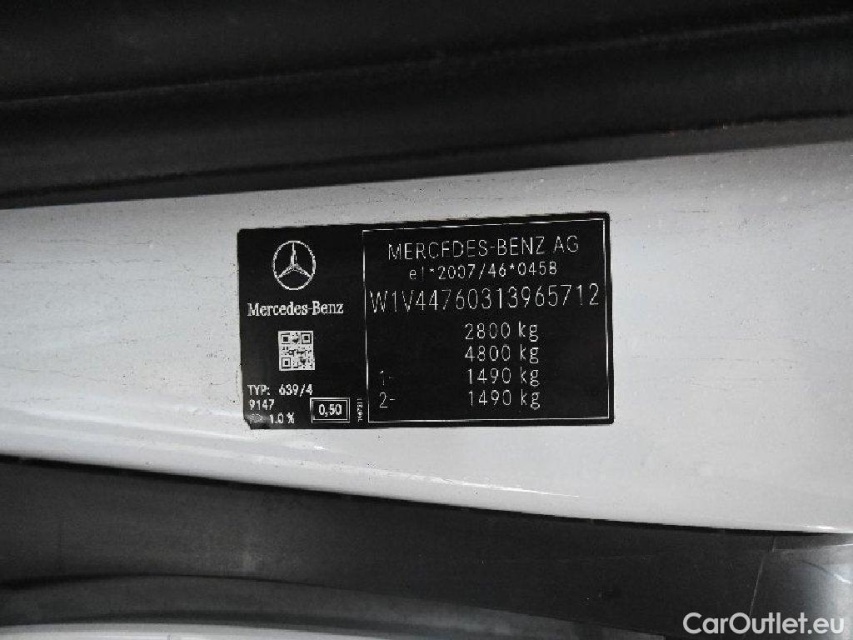 Mercedes-Benz
TYP: 639/4
9147
1.0 %
0,50
MERCEDES-BENZ AG
e1*2007/46*0458
W1V44760313965712
2800 kg
4800 kg
1- 1490 kg
2- 1490 kg
CarOutlet.eu